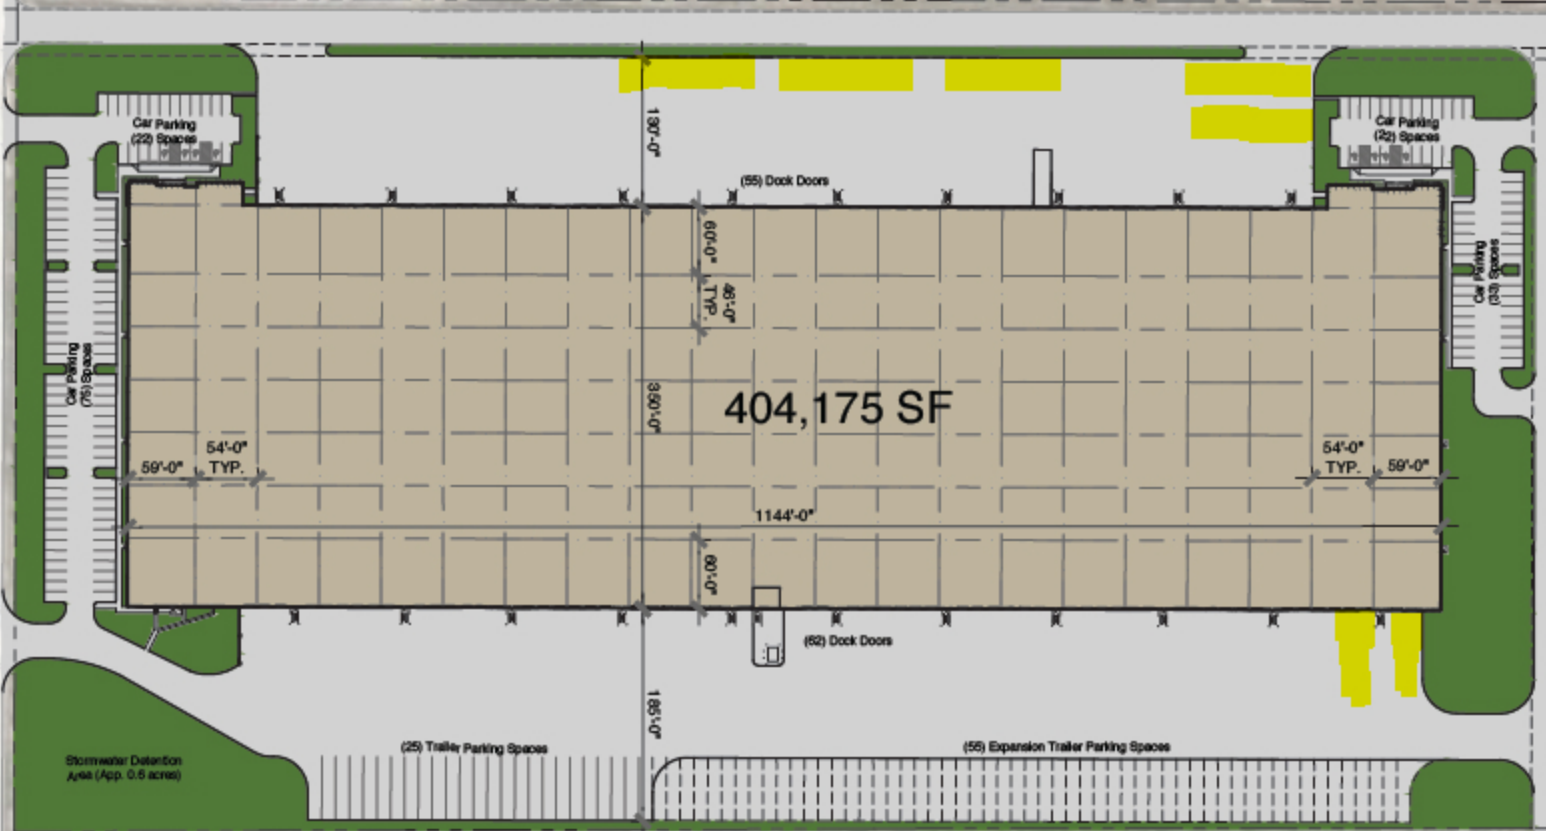 130'-0"
Car Parking
(22) Spaces
Car Parking
(22) Spaces
(55) Dock Doors
60'-0"
46'-0"
TYP.
Car Parking
(33) Spaces
Car Parking
(75) Spaces
350'-0"
404,175 SF
54'-0"
59'-0" TYP.
54'-0"
TYP. 59'-0"
1144'-0"
60'-0"
(62) Dock Doors
185'-0"
(25) Trailer Parking Spaces
(55) Expansion Trailer Parking Spaces
Stormwater Detention
Area (App. 0.6 acres)